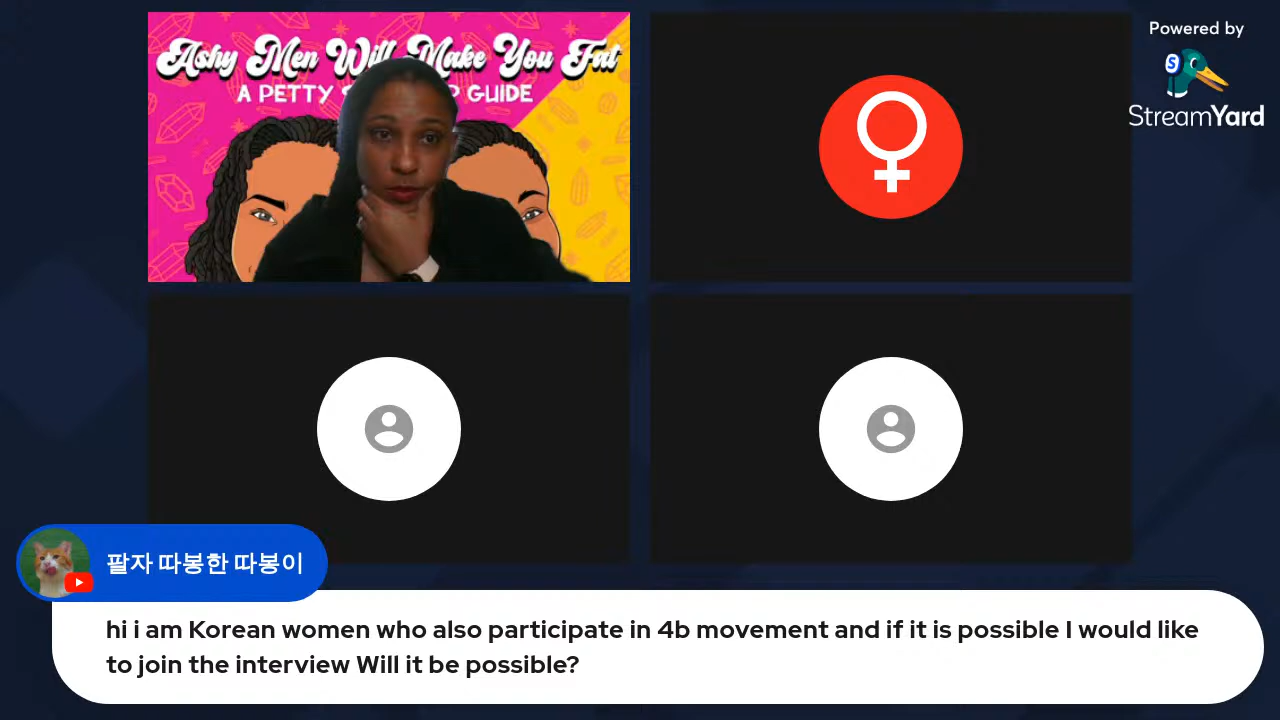 Ashy Men Will Make You Fat
A PETTY GUIDE
Powered by
S
StreamYard
팔자 따봉한 따봉이
hi i am Korean women who also participate in 4b movement and if it is possible I would like
to join the interview Will it be possible?